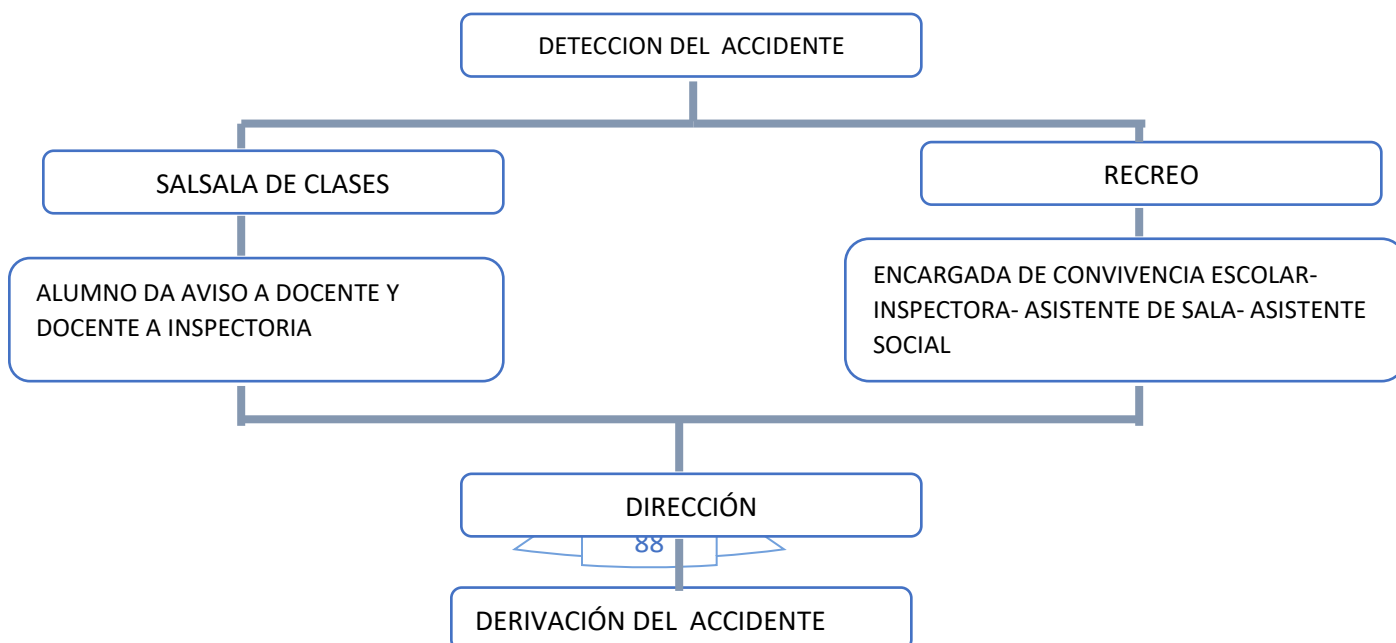 DETECCION DEL  ACCIDENTE
SALSALA DE CLASES
RECREO
ALUMNO DA AVISO A DOCENTE Y
DOCENTE A INSPECTORIA
ENCARGADA DE CONVIVENCIA ESCOLAR-
INSPECTORA- ASISTENTE DE SALA- ASISTENTE
SOCIAL
DIRECCIÓN
88
DERIVACIÓN DEL  ACCIDENTE